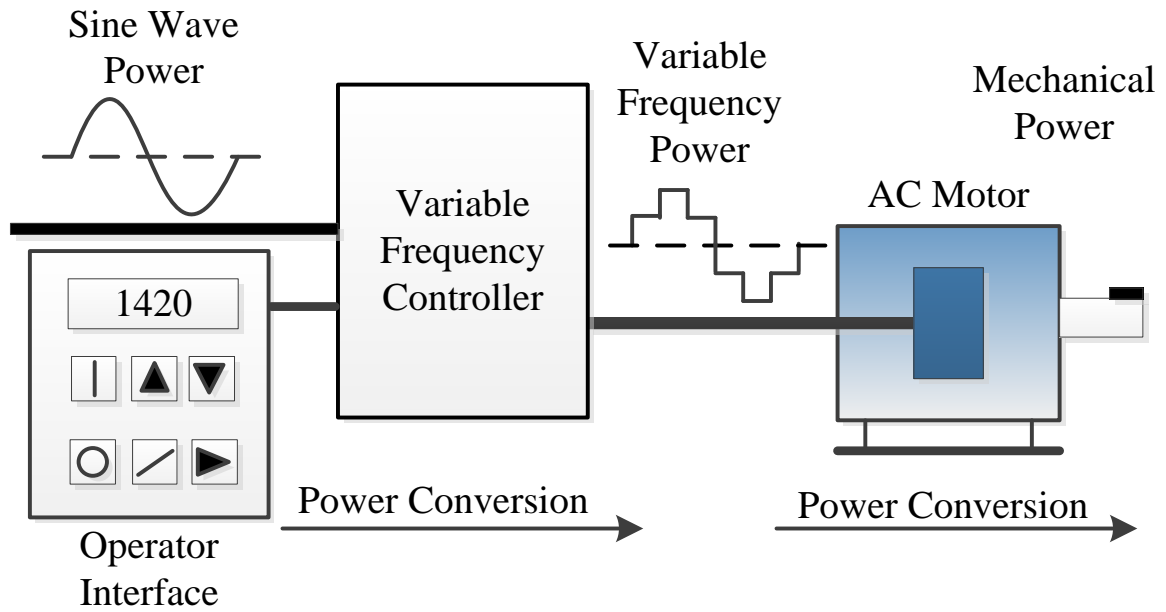 Sine Wave
Power
Variable
Frequency
Power
Mechanical
Power
AC Motor
Variable
Frequency
Controller
1420
Power Conversion
Power Conversion
Operator
Interface